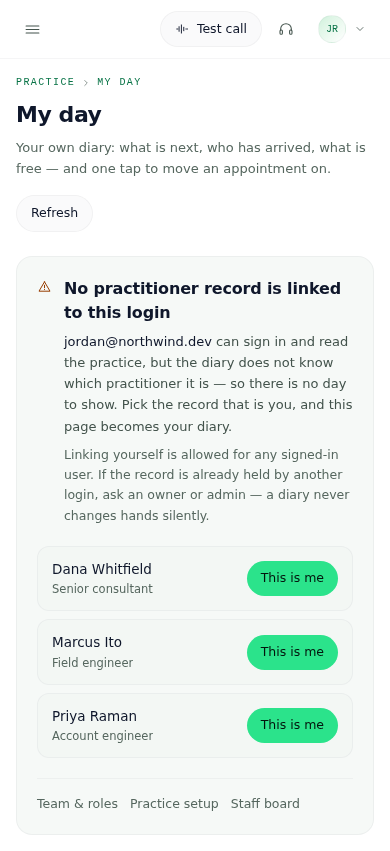 Test call
JR
PRACTICE > MY DAY
My day
Your own diary: what is next, who has arrived, what is
free — and one tap to move an appointment on.
Refresh
No practitioner record is linked
to this login
jordan@northwind.dev can sign in and read
the practice, but the diary does not know
which practitioner it is — so there is no day
to show. Pick the record that is you, and this
page becomes your diary.
Linking yourself is allowed for any signed-in
user. If the record is already held by another
login, ask an owner or admin — a diary never
changes hands silently.
Dana Whitfield
Senior consultant
This is me
Marcus Ito
Field engineer
This is me
Priya Raman
Account engineer
This is me
Team & roles Practice setup Staff board